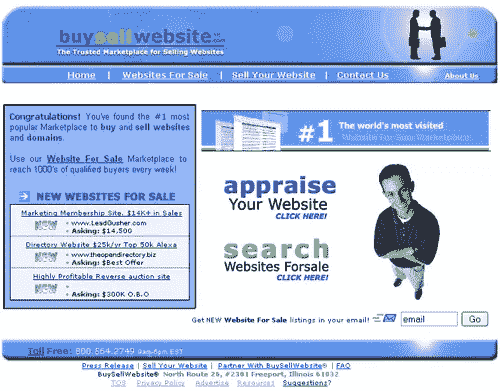 buysellwebsite.com
The Trusted Marketplace for Selling Websites
Home | Websites For Sale | Sell Your Website | Contact Us About Us
Congratulations! You've found the #1 most
popular Marketplace to buy and sell websites
and domains.
Use our Website For Sale Marketplace to
reach 1000's of qualified buyers every week!
NEW WEBSITES FOR SALE
Marketing Membership Site. $14K+ in Sales
NEW
• www.LeadGusher.com
• Asking: $14,500
Directory Website $25k/yr Top 50k Alexa
NEW
• www.theopendirectory.biz
• Asking: $Best Offer
Highly Profitable Reverse auction site
NEW
•
• Asking: $300K O.B.O
#1 The world's most visited
Website For Sale Marketplace
appraise
Your Website
CLICK HERE!
search
Websites Forsale
CLICK HERE!
Get NEW Website For Sale listings in your email! email Go
Toll Free: 800.564.2749 9am-6pm EST
Press Release | Sell Your Website | Partner With BuySellWebsite® | FAQ
BuySellWebsite® North Route 26, #2301 Freeport, Illinois 61032
TOS Privacy Policy Advertise Resources Suggestions?